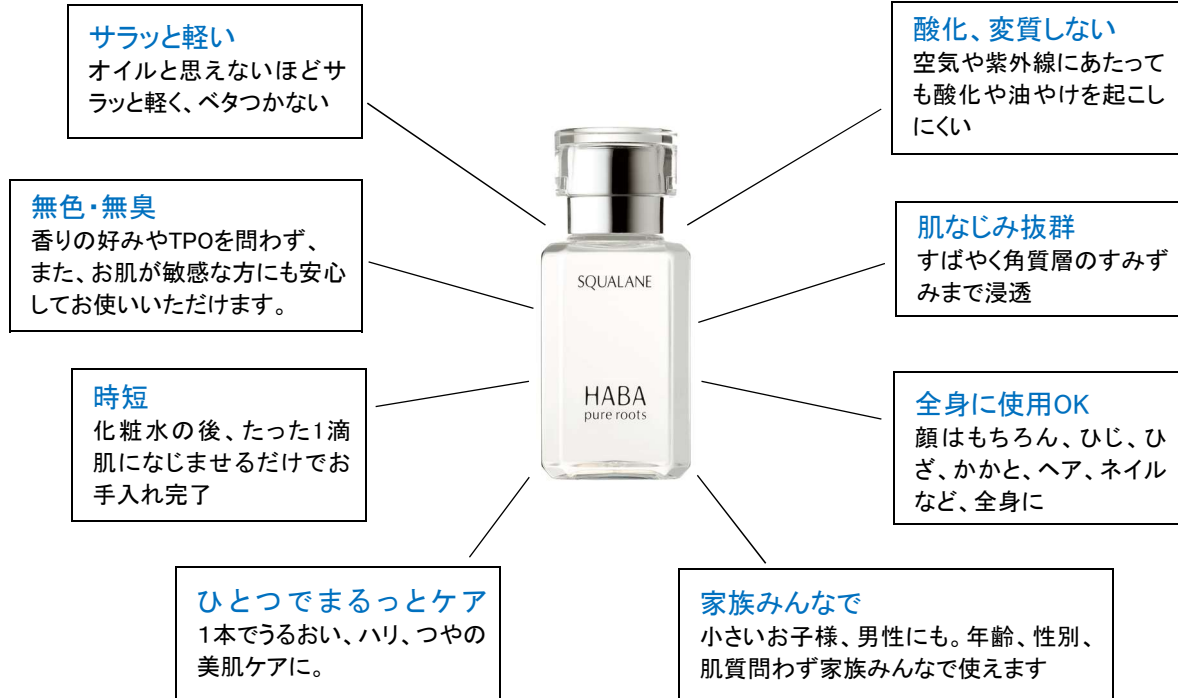 サラッと軽い
オイルと思えないほどサ
ラッと軽く、ベタつかない
無色・無臭
香りの好みやTPOを問わず、
また、お肌が敏感な方にも安心
してお使いいただけます。
時短
化粧水の後、たった1滴
肌になじませるだけでお
手入れ完了
ひとつでまるっとケア
1本でうるおい、ハリ、つやの
美肌ケアに。
SQUALANE
HABA
pure roots
酸化、変質しない
空気や紫外線にあたって
も酸化や油やけを起こし
にくい
肌なじみ抜群
すばやく角質層のすみず
みまで浸透
全身に使用OK
顔はもちろん、ひじ、ひ
ざ、かかと、ヘア、ネイル
など、全身に
家族みんなで
小さいお子様、男性にも。年齢、性別、
肌質問わず家族みんなで使えます